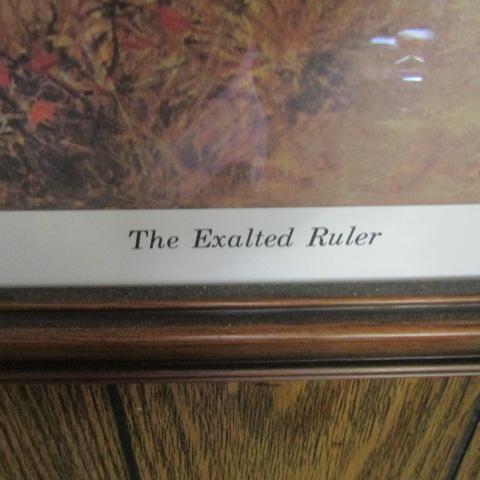 The Exalted Ruler